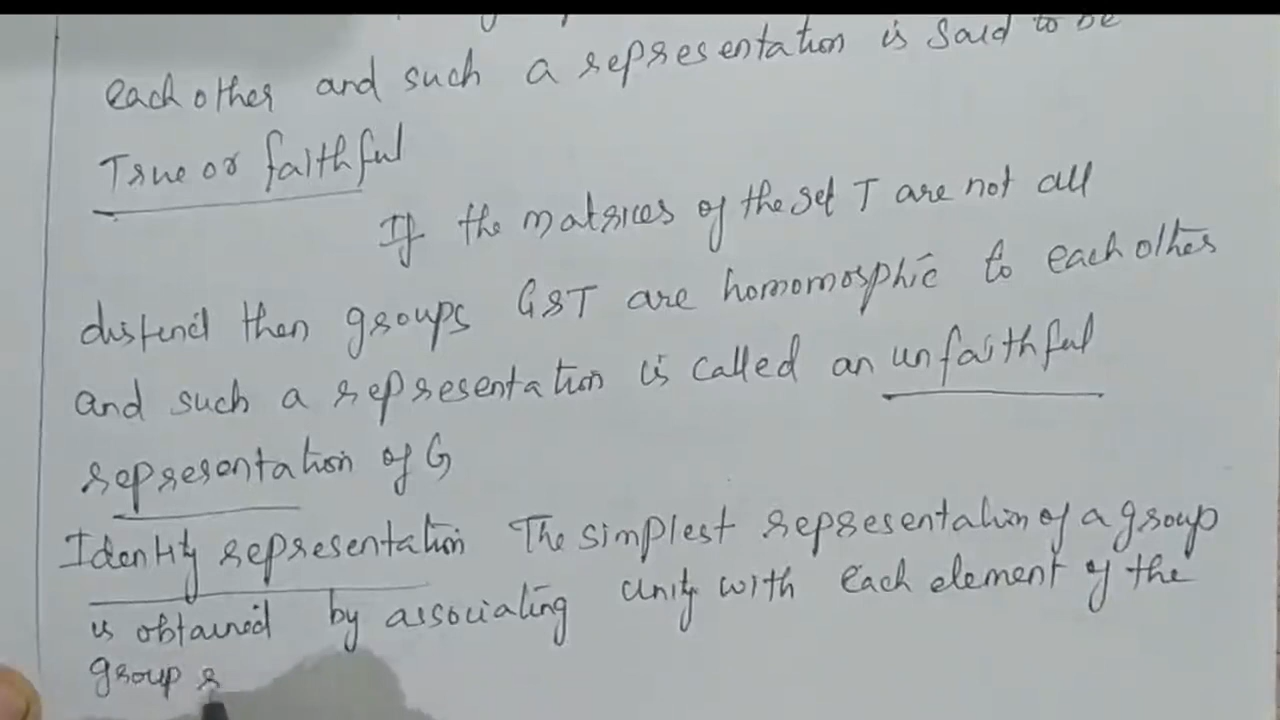 each other and such a representation is said to be
True or faithful
If the matrices of the set T are not all
distinct then groups G & T are homomorphic to each other
and such a representation is called an unfaithful
representation of G
Identity representation The simplest representation of a group
is obtained by associating unity with each element of the
group